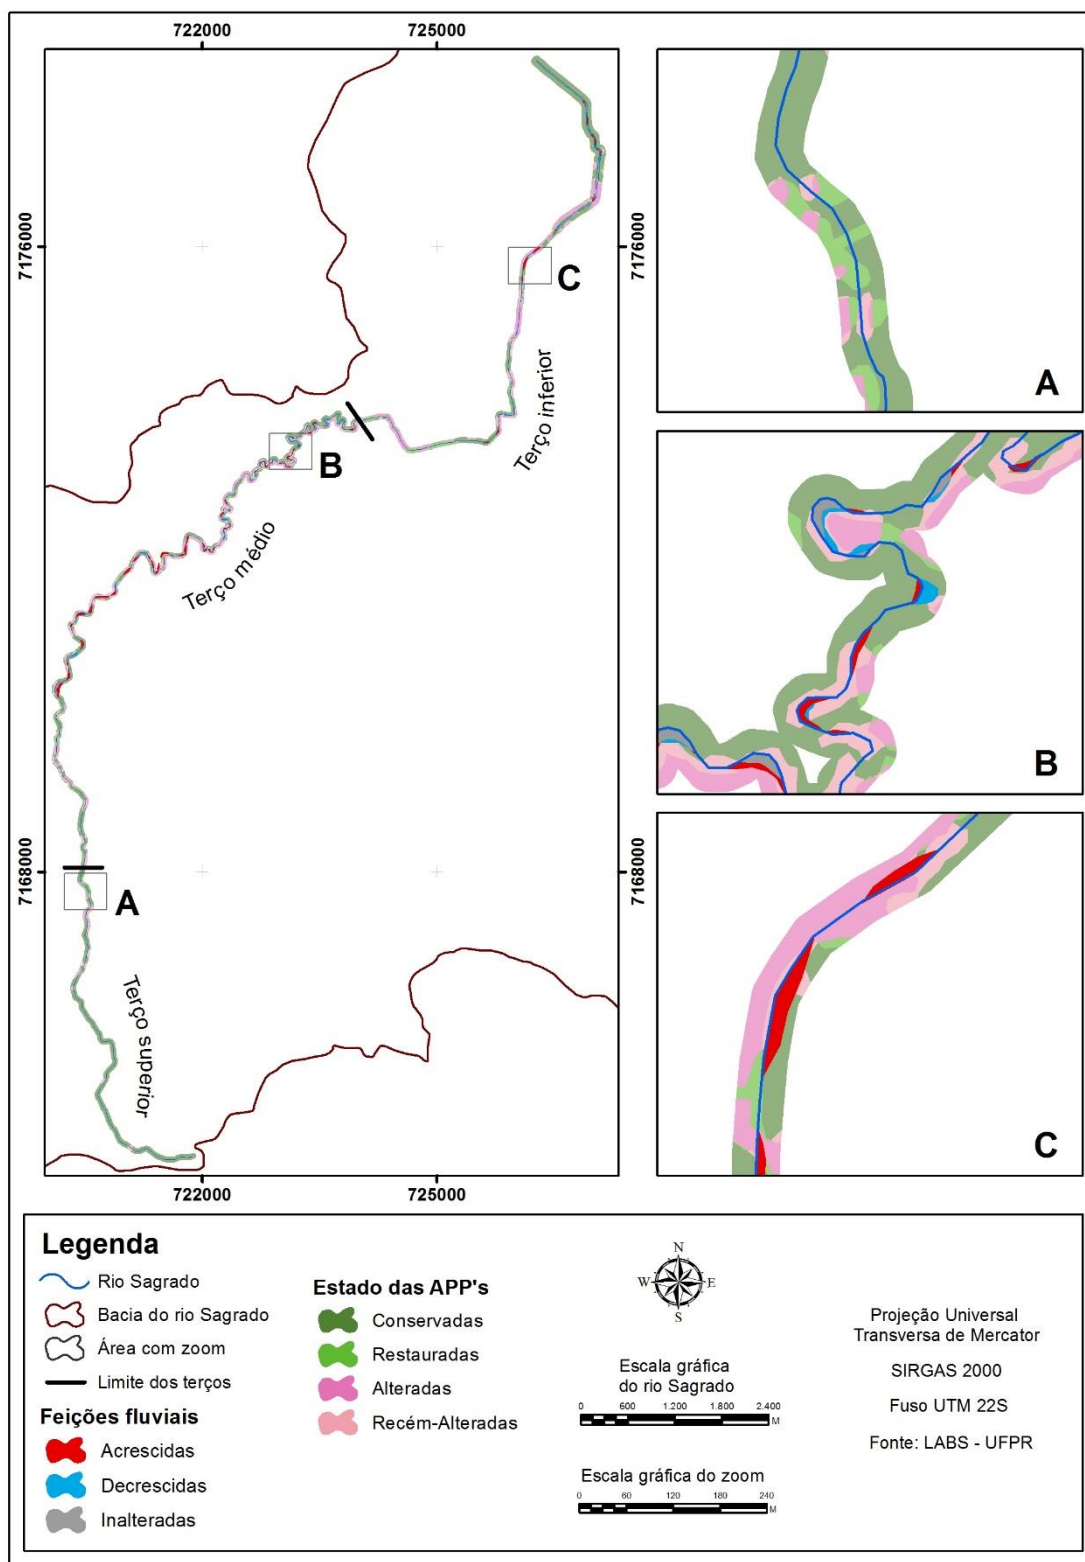 722000
725000
7176000
7176000
C
Terço inferior
B
Terço médio
7168000
7168000
A
Terço superior
722000
725000
A
B
C
Legenda
Rio Sagrado
Bacia do rio Sagrado
Área com zoom
Limite dos terços
Feições fluviais
Acrescidas
Decrescidas
Inalteradas
Estado das APP's
Conservadas
Restauradas
Alteradas
Recém-Alteradas
N
W
E
S
Escala gráfica
do rio Sagrado
0 600 1.200 1.800 2.400
M
Escala gráfica do zoom
0 60 120 180 240
M
Projeção Universal
Transversa de Mercator
SIRGAS 2000
Fuso UTM 22S
Fonte: LABS - UFPR